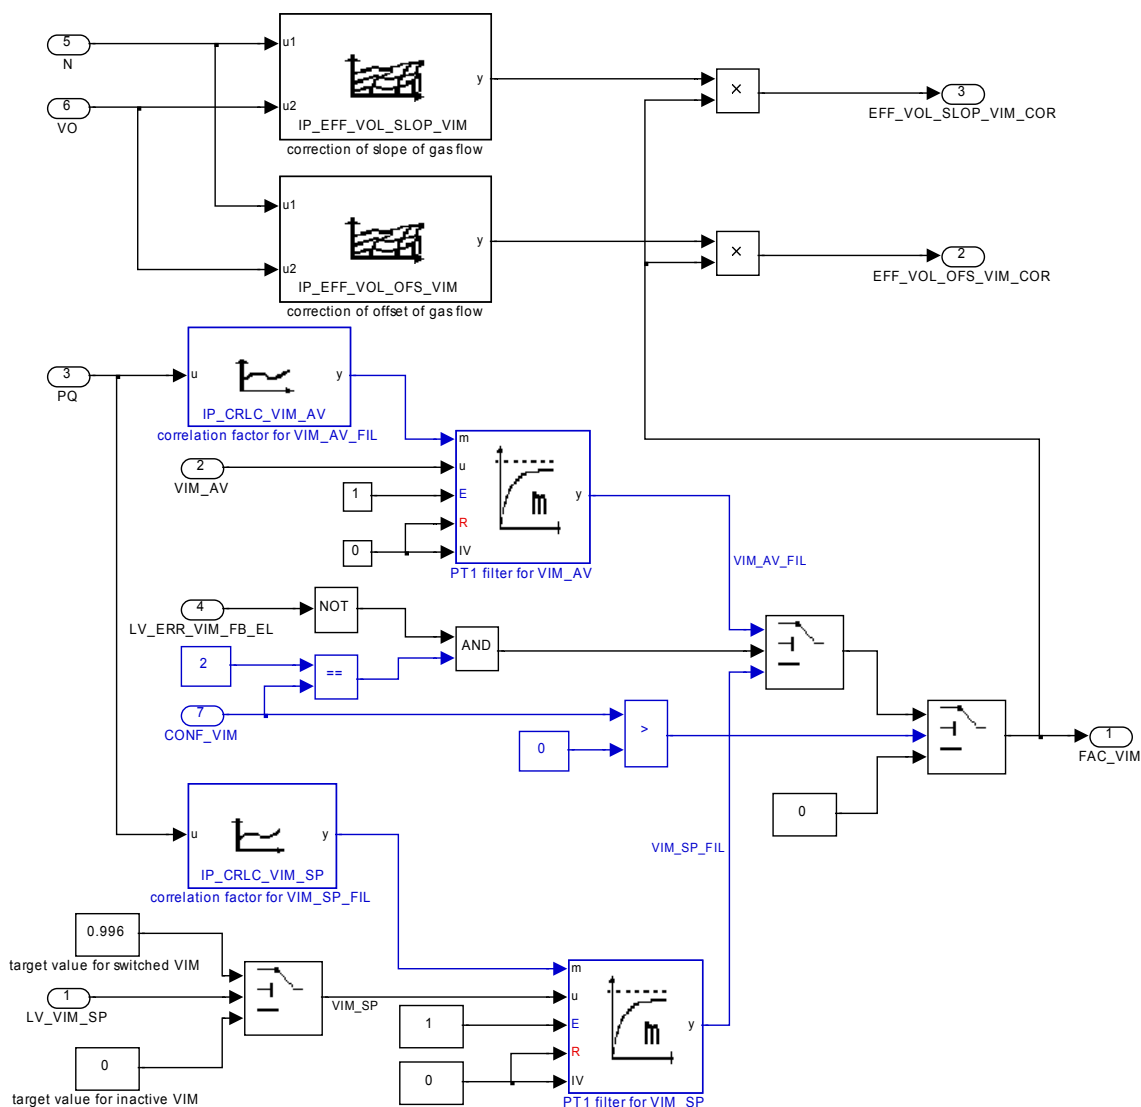 5
N
6
VO
u1
u2
y
IP_EFF_VOL_SLOP_VIM
correction of slope of gas flow
×
3
EFF_VOL_SLOP_VIM_COR
u1
u2
y
IP_EFF_VOL_OFS_VIM
correction of offset of gas flow
×
2
EFF_VOL_OFS_VIM_COR
3
PQ
u
y
IP_CRLC_VIM_AV
correlation factor for VIM_AV_FIL
2
VIM_AV
1
0
m
u
E
R
IV
y
m
PT1 filter for VIM_AV
VIM_AV_FIL
4
LV_ERR_VIM_FB_EL
NOT
AND
2
==
7
CONF_VIM
0
>
0
1
FAC_VIM
u
y
IP_CRLC_VIM_SP
correlation factor for VIM_SP_FIL
VIM_SP_FIL
0.996
target value for switched VIM
1
LV_VIM_SP
0
target value for inactive VIM
VIM_SP
1
0
m
u
E
R
IV
y
m
PT1 filter for VIM_SP